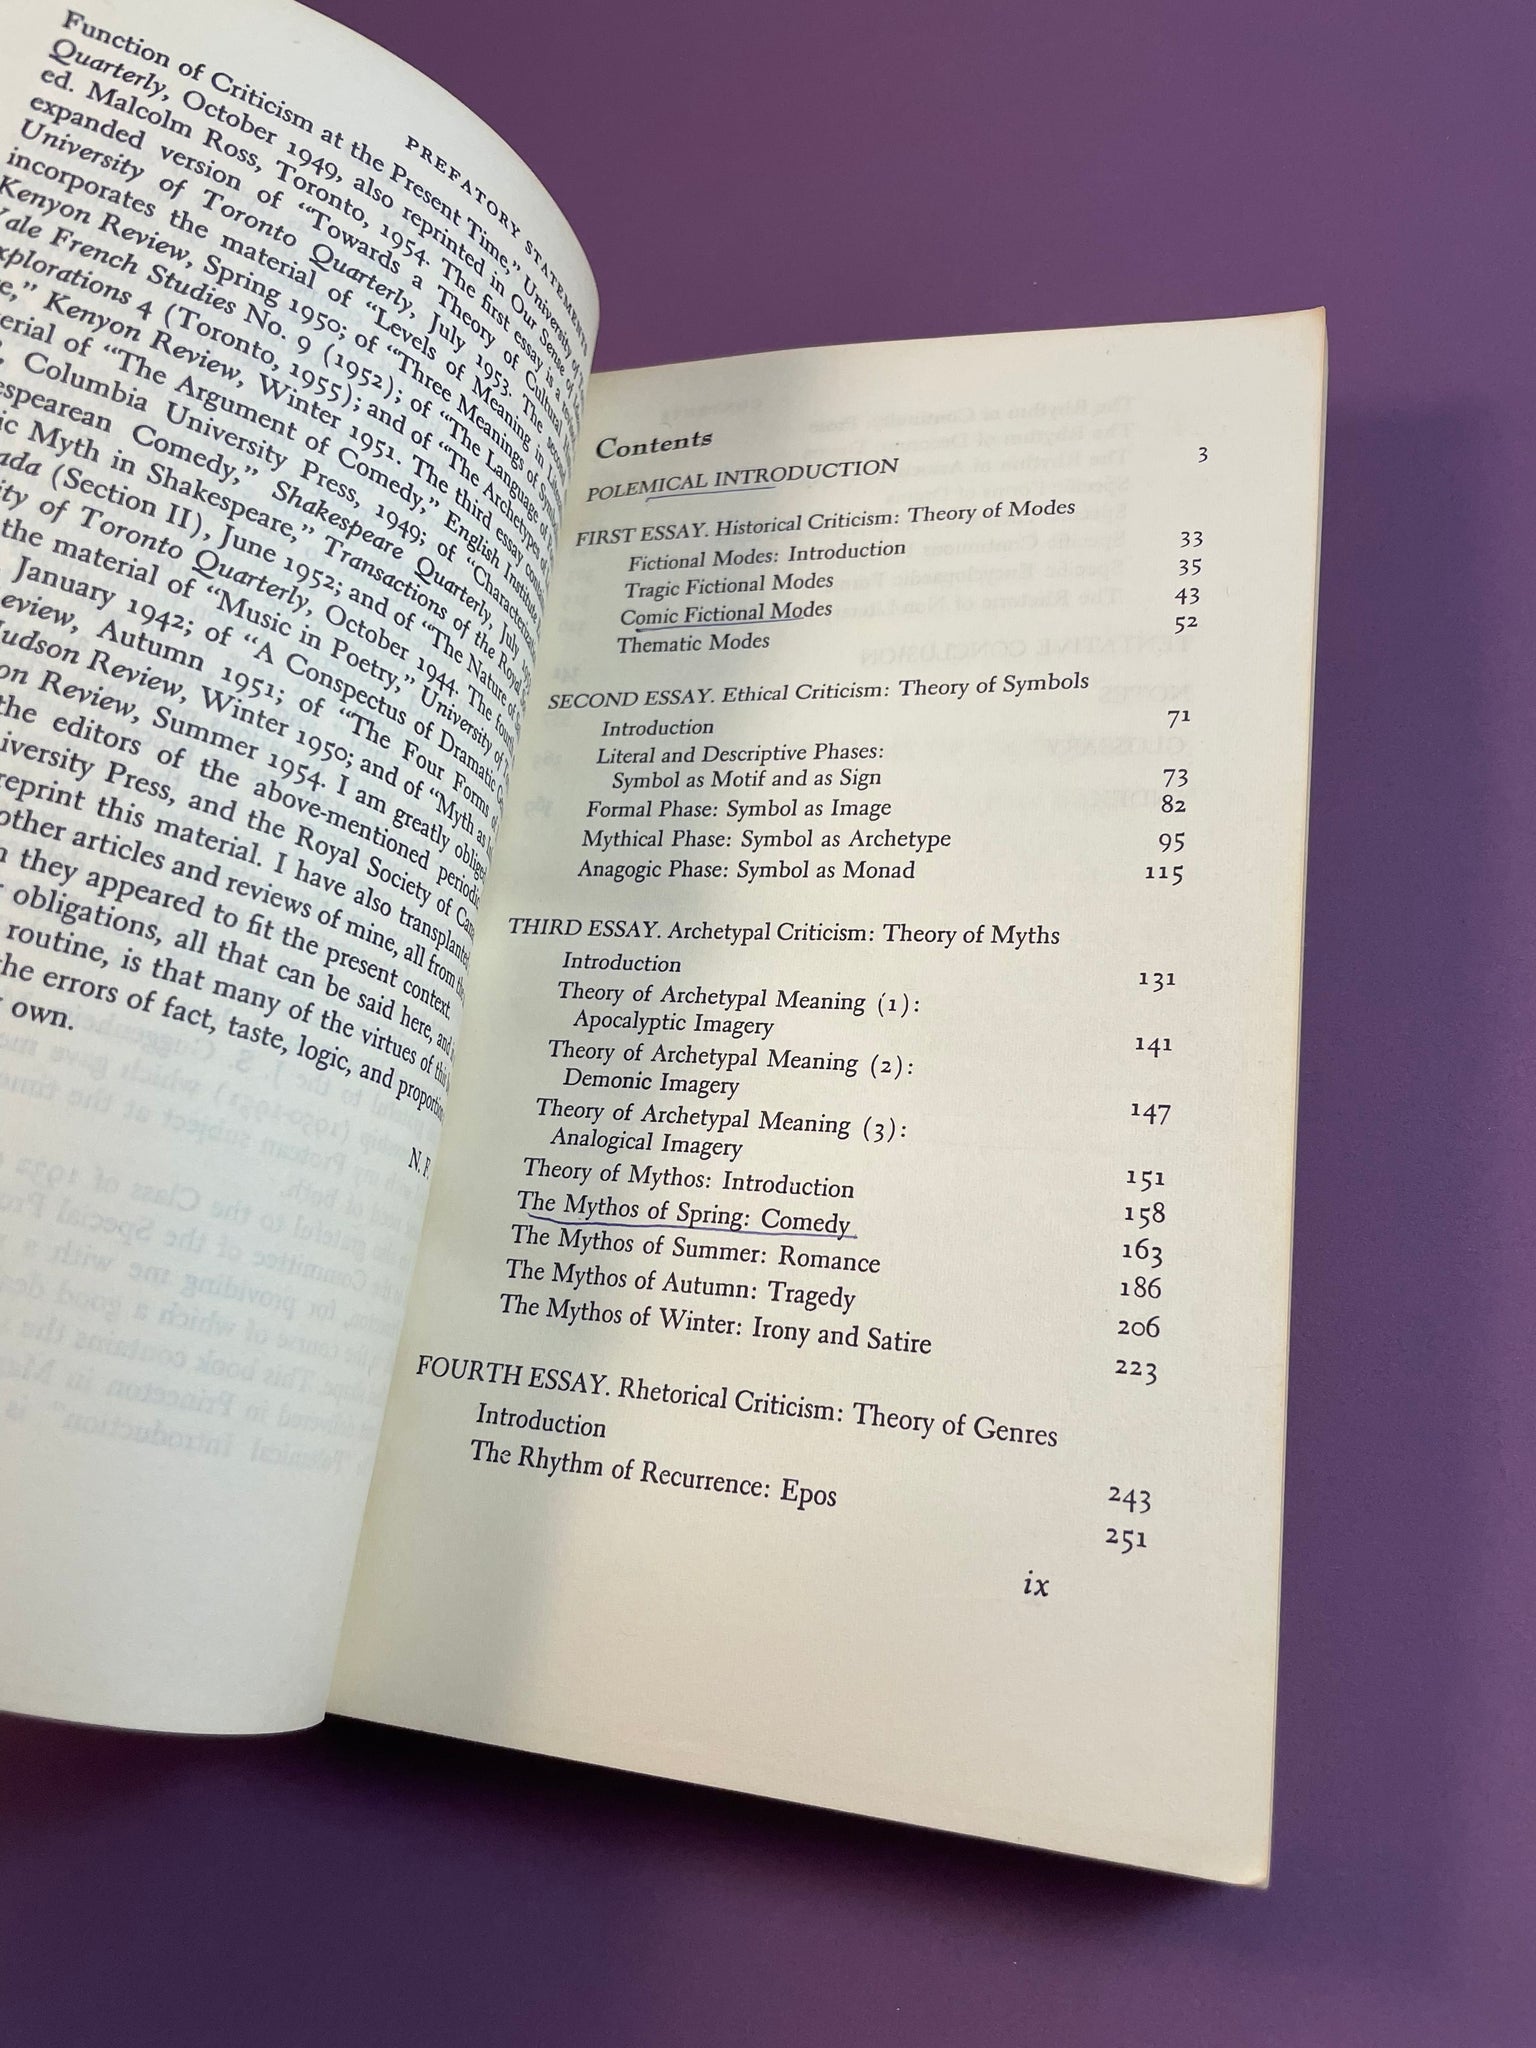 PREFATORY STATEMENTS
Function of Criticism at the Present Time," University of
Quarterly, October 1949, also reprinted in Our Sense of
ed. Malcolm Ross, Toronto, 1954. The first essay is a
expanded version of "Towards a Theory of Cultural
University of Toronto Quarterly, July 1953. The second
incorporates the material of "Levels of Meaning in
Kenyon Review, Spring 1950; of "Three Meanings of
Yale French Studies No. 9 (1952); of "The Language of
Explorations 4 (Toronto, 1955); and of "The Archetypes of
Kenyon Review, Winter 1951. The third essay
of "The Argument of Comedy," English Institute
Columbia University Press, 1949; of "Characterization
Comedy," Shakespeare Quarterly, July
Myth in Shakespeare," Transactions of the Royal
(Section II), June 1952; and of "The Nature of
of Toronto Quarterly, October 1944. The fourth
the material of "Music in Poetry," University of
January 1942; of "A Conspectus of Dramatic
Autumn 1951; of "The Four Forms of
Hudson Review, Winter 1950; and of "Myth as
Review, Summer 1954. I am greatly
the editors of the above-mentioned
Press, and the Royal Society of
reprint this material. I have also transplanted
other articles and reviews of mine, all from
they appeared to fit the present context.
obligations, all that can be said here, and
routine, is that many of the virtues of this
the errors of fact, taste, logic, and
own.
N. F.
Contents
POLEMICAL INTRODUCTION 3
FIRST ESSAY. Historical Criticism: Theory of Modes
Fictional Modes: Introduction 33
Tragic Fictional Modes 35
Comic Fictional Modes 43
Thematic Modes 52
SECOND ESSAY. Ethical Criticism: Theory of Symbols
Introduction 71
Literal and Descriptive Phases:
Symbol as Motif and as Sign 73
Formal Phase: Symbol as Image 82
Mythical Phase: Symbol as Archetype 95
Anagogic Phase: Symbol as Monad 115
THIRD ESSAY. Archetypal Criticism: Theory of Myths
Introduction 131
Theory of Archetypal Meaning (1):
Apocalyptic Imagery 141
Theory of Archetypal Meaning (2):
Demonic Imagery 147
Theory of Archetypal Meaning (3):
Analogical Imagery 151
Theory of Mythos: Introduction 158
The Mythos of Spring: Comedy 163
The Mythos of Summer: Romance 186
The Mythos of Autumn: Tragedy 206
The Mythos of Winter: Irony and Satire 223
FOURTH ESSAY. Rhetorical Criticism: Theory of Genres
Introduction 243
The Rhythm of Recurrence: Epos 251
ix